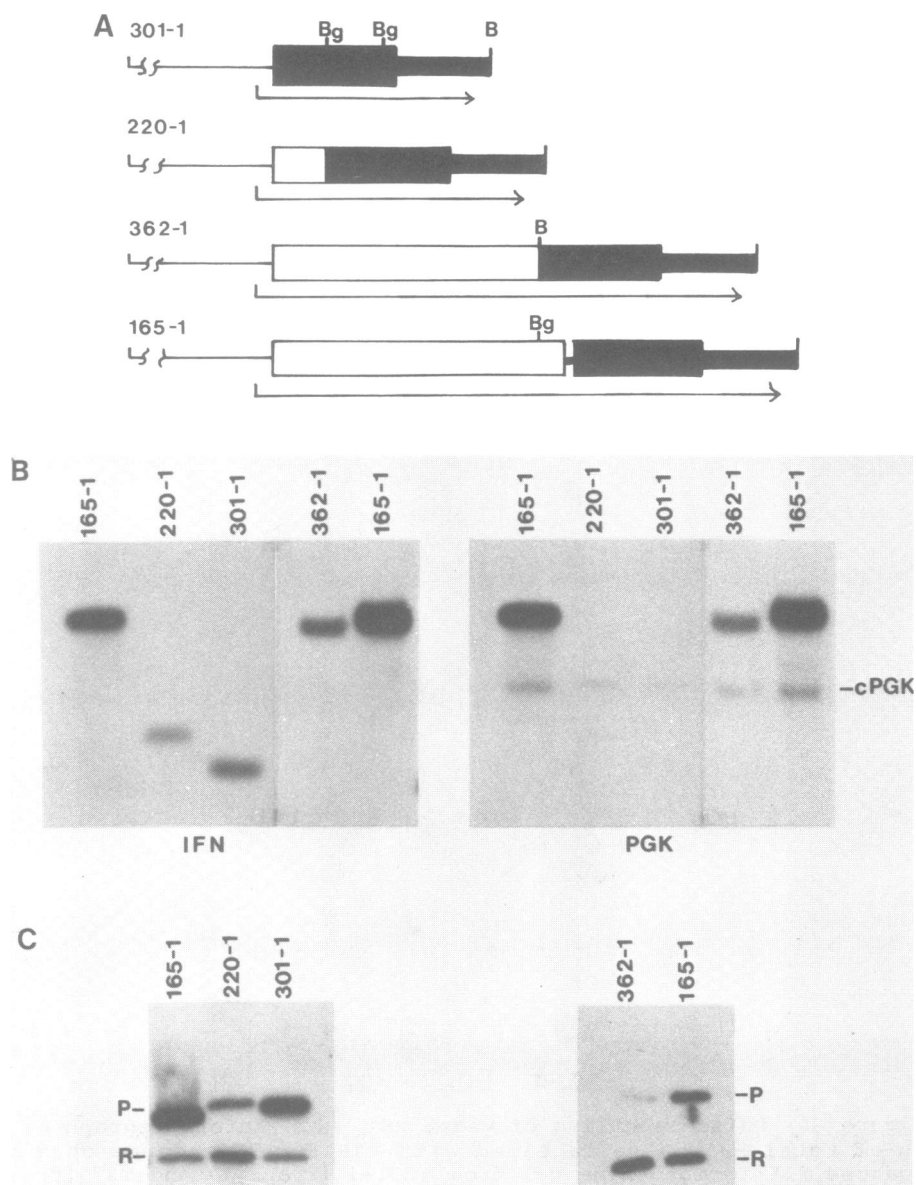 A
301-1
Bg Bg B
220-1
362-1
B
165-1
Bg
B
165-1 220-1 301-1 362-1 165-1
165-1 220-1 301-1 362-1 165-1
-cPGK
IFN PGK
C
165-1 220-1 301-1
362-1 165-1
P- -P
R- -R